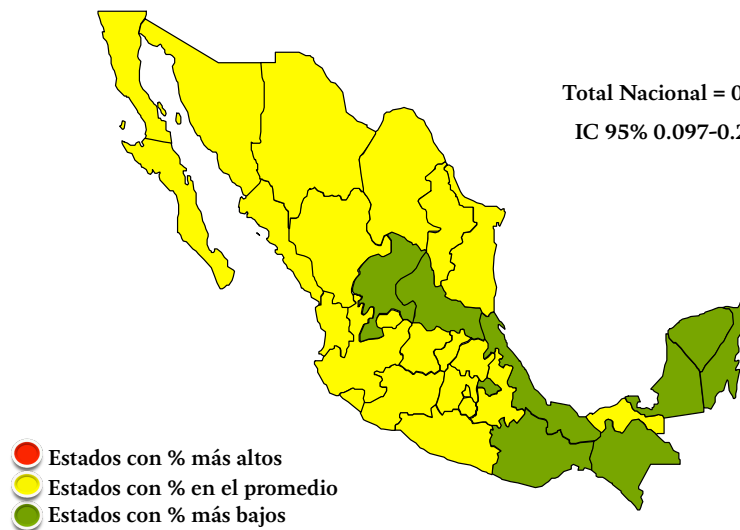 Total Nacional = 0
IC 95% 0.097-0.2
Estados con % más altos
Estados con % en el promedio
Estados con % más bajos